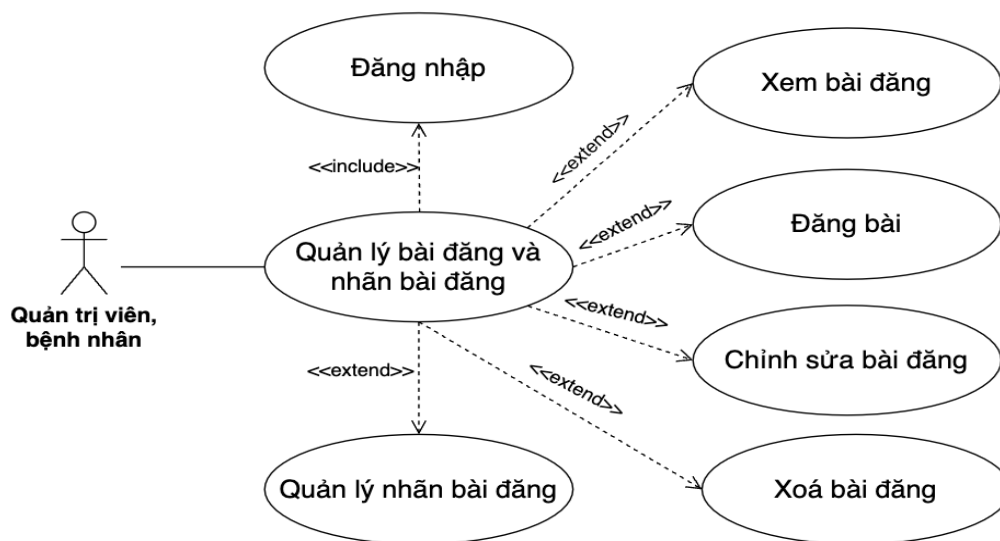 Đăng nhập
Xem bài đăng
<<include>>
<<extend>>
Đăng bài
<<extend>>
Quản lý bài đăng và
nhãn bài đăng
Quản trị viên,
bệnh nhân
<<extend>>
Chỉnh sửa bài đăng
<<extend>>
<<extend>>
Quản lý nhãn bài đăng
Xoá bài đăng